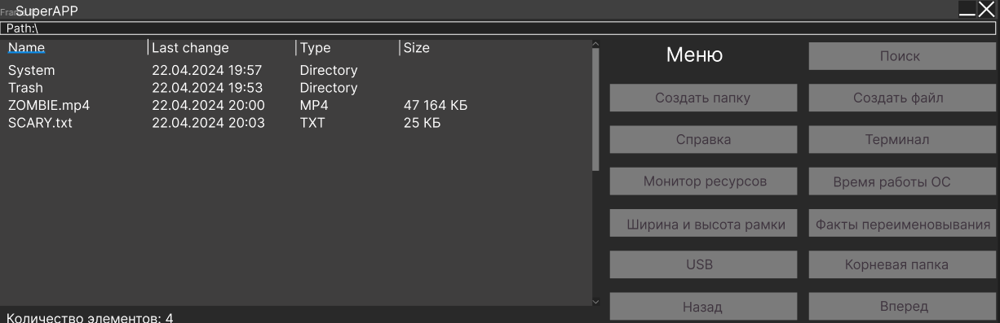 SuperAPP
Path:\
Name Last change Type Size
System 22.04.2024 19:57 Directory
Trash 22.04.2024 19:53 Directory
ZOMBIE.mp4 22.04.2024 20:00 MP4 47 164 КБ
SCARY.txt 22.04.2024 20:03 TXT 25 КБ
Количество элементов: 4
Меню Поиск
Создать папку Создать файл
Справка Терминал
Монитор ресурсов Время работы ОС
Ширина и высота рамки Факты переименовывания
USB Корневая папка
Назад Вперед